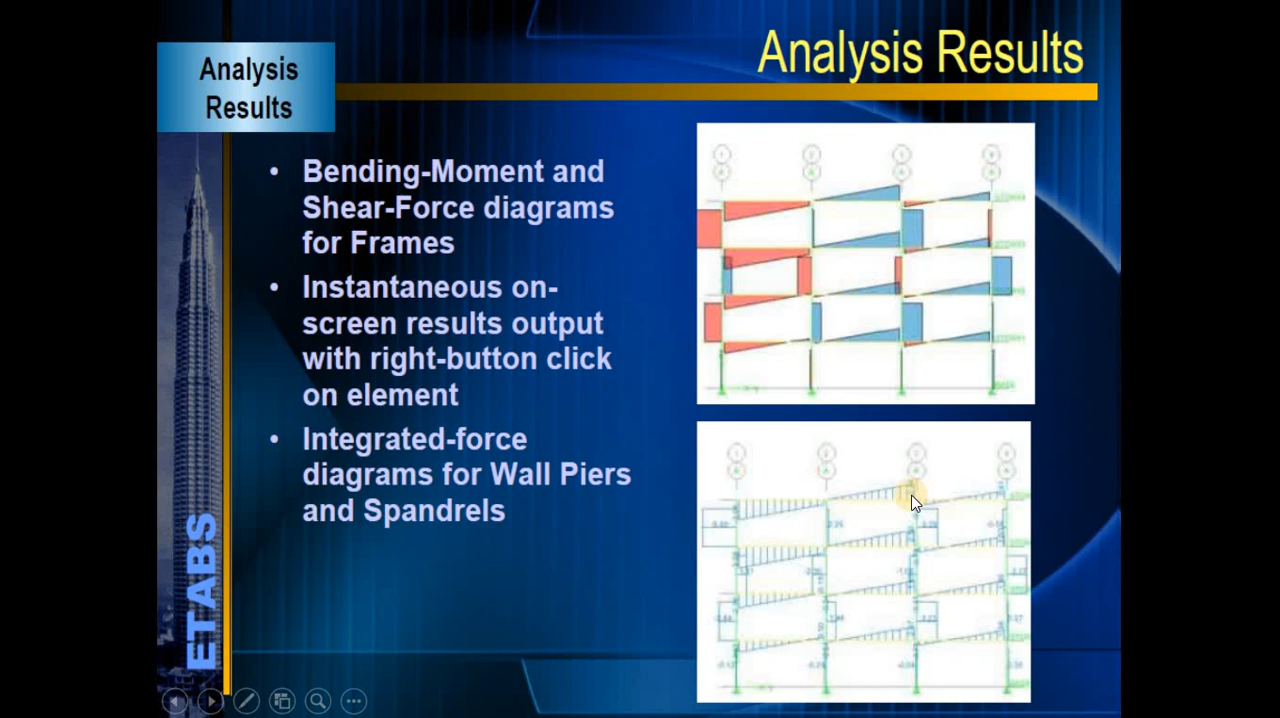 Analysis Results
Analysis
Results
• Bending-Moment and
Shear-Force diagrams
for Frames
• Instantaneous on-
screen results output
with right-button click
on element
• Integrated-force
diagrams for Wall Piers
and Spandrels
ETABS